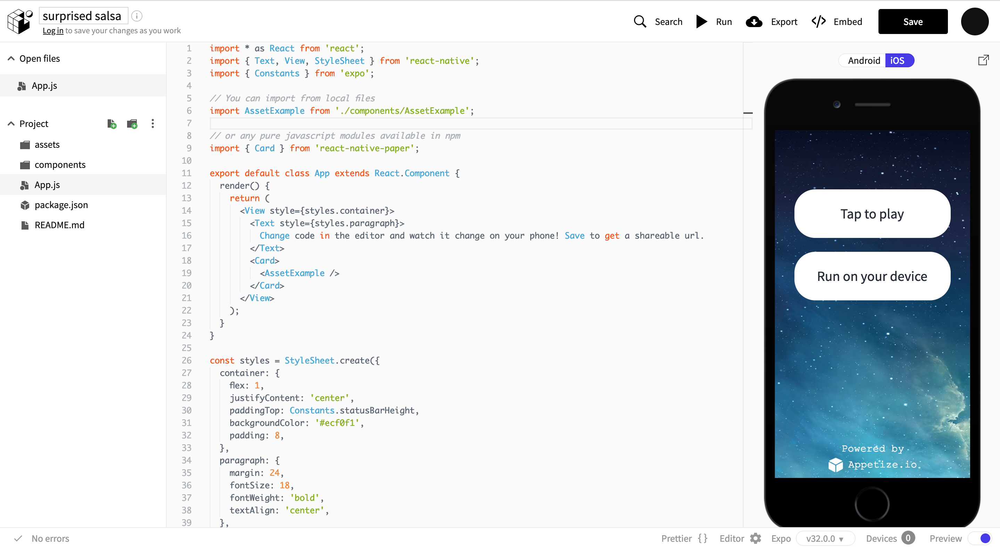 surprised salsa
Log in to save your changes as you work
Search
Run
Export
Embed
Save
Open files
App.js
Project
assets
components
App.js
package.json
README.md
1 import * as React from 'react';
2 import { Text, View, StyleSheet } from 'react-native';
3 import { Constants } from 'expo';
4
5 // You can import from local files
6 import AssetExample from './components/AssetExample';
7
8 // or any pure javascript modules available in npm
9 import { Card } from 'react-native-paper';
10
11 export default class App extends React.Component {
12 render() {
13 return (
14 <View style={styles.container}>
15 <Text style={styles.paragraph}>
16 Change code in the editor and watch it change on your phone! Save to get a shareable url.
17 </Text>
18 <Card>
19 <AssetExample />
20 </Card>
21 </View>
22 );
23 }
24 }
25
26 const styles = StyleSheet.create({
27 container: {
28 flex: 1,
29 justifyContent: 'center',
30 paddingTop: Constants.statusBarHeight,
31 backgroundColor: '#ecf0f1',
32 padding: 8,
33 },
34 paragraph: {
35 margin: 24,
36 fontSize: 18,
37 fontWeight: 'bold',
38 textAlign: 'center',
39 },
Android iOS
Tap to play
Run on your device
Powered by
Appetize.io
No errors
Prettier {}
Editor
Expo v32.0.0 ▾
Devices 0
Preview